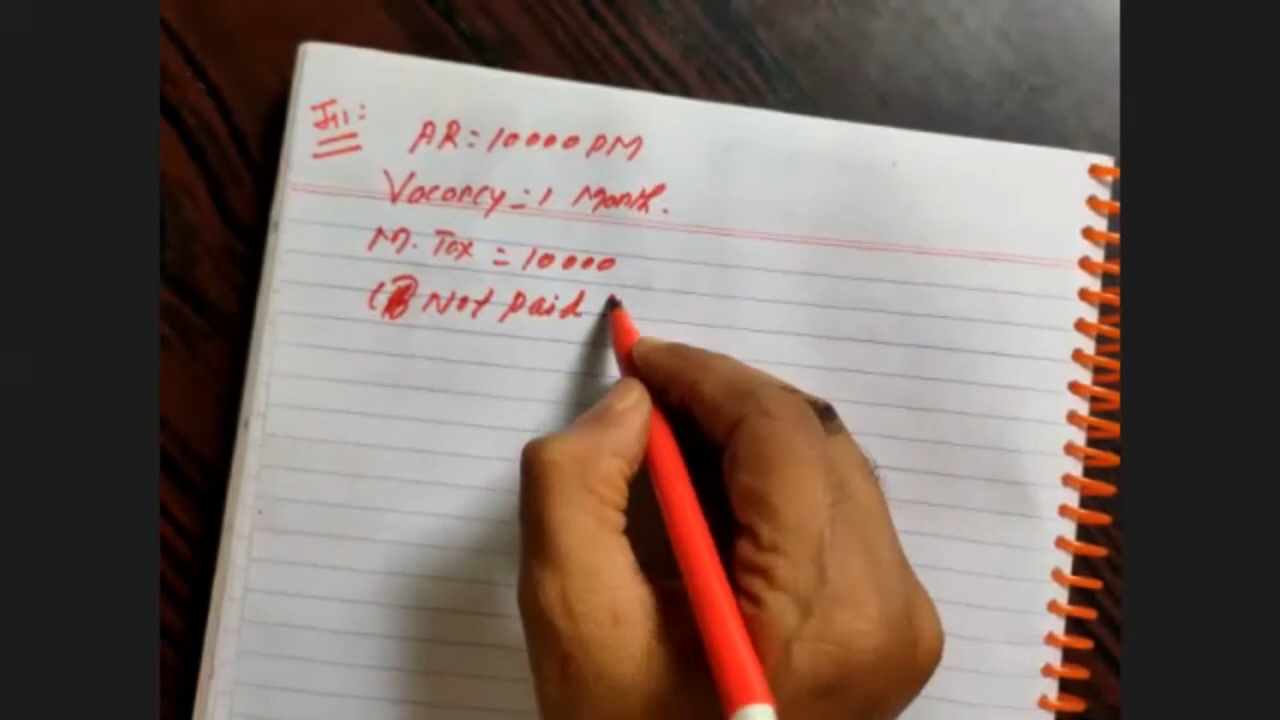 AR = 10000 PM
Vacancy = 1 Month.
M. Tax = 10000
( Not paid